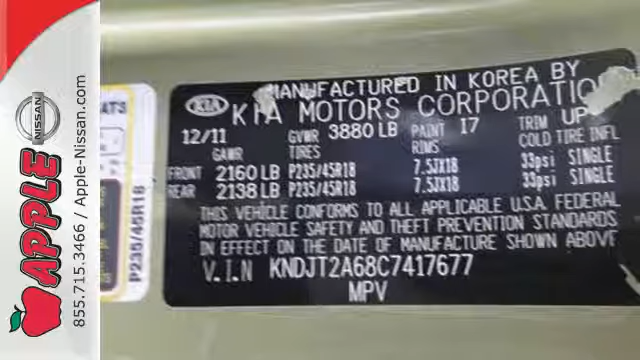 MANUFACTURED IN KOREA BY
KIA KIA MOTORS CORPORATION
12/11 GVWR 3880 LB PAINT I7 TRIM UP
GAWR TIRES RIMS COLD TIRE INFL
FRONT 2160 LB P235/45R18 7.5JX18 33psi SINGLE
REAR 2138 LB P235/45R18 7.5JX18 33psi SINGLE
THIS VEHICLE CONFORMS TO ALL APPLICABLE U.S.A. FEDERAL
MOTOR VEHICLE SAFETY AND THEFT PREVENTION STANDARDS
IN EFFECT ON THE DATE OF MANUFACTURE SHOWN ABOVE
V.I.N KNDJT2A68C7417677
MPV
P235/45R18
NISSAN
APPLE
855.715.3466 / Apple-Nissan.com